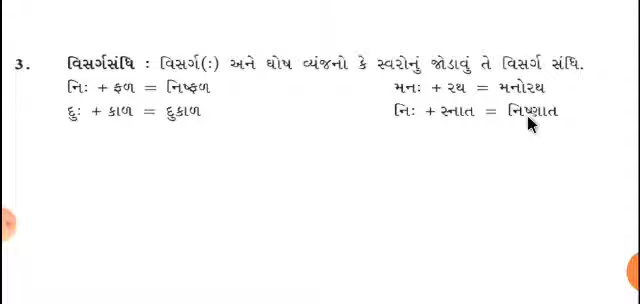 3. વિસર્ગસંધિ : વિસર્ગ(ઃ) અને ઘોષ વ્યંજનો કે સ્વરોનું જોડાવું તે વિસર્ગ સંધિ.
નિઃ + ફળ = નિષ્ફળ મનઃ + રથ = મનોરથ
દુઃ + કાળ = દુકાળ નિઃ + સ્નાત = નિષ્ણાત